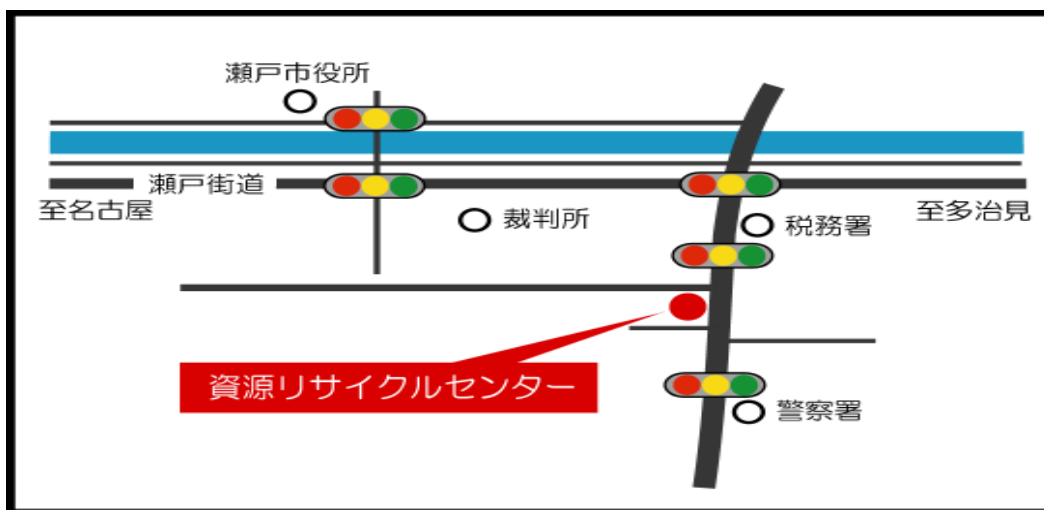 瀬戸市役所
瀬戸街道
至名古屋
裁判所
税務署
至多治見
資源リサイクルセンター
警察署